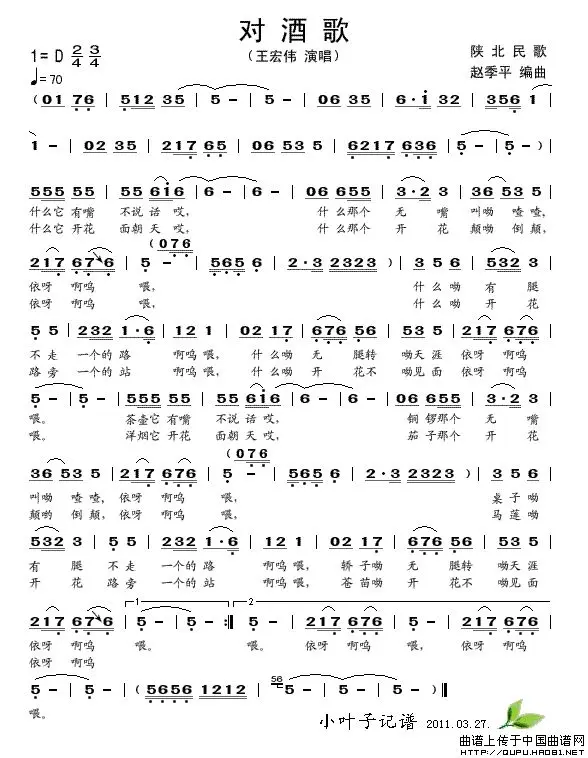 对酒歌
1=D 2/4 3/4
(王宏伟 演唱)
陕北民歌
♩=70
赵季平 编曲
(01 76 | 512 35 | 5 - | 5 - | 02 35 | 06 35 | 6·i 32 | 356 | 1
1 - | 02 35 | 217 65 | 06 53 5 | 6217 636 | 5 - | 5 - ) |
555 55 | 55 6i6 | 6 - | 6 - | 06 655 | 3·2 3 | 36 535 |
什么它 有嘴 不说话 哎, 什么那个 无 嘴 叫呦 喳喳,
什么它 开花 面朝天 哎, 什么那个 开 花 颠呦 倒颠,
(076
217 676 | 5 - | 5656 | 2·3 2323 ) | 3 5 6 | 532 3 |
依呀 啊呜 喂, 什么呦 有 腿
依呀 啊呜 喂, 什么呦 开 花
5 5 | 232 1·6 | 12 1 | 02 17 | 676 56 | 53 5 | 217 676 |
不走 一个的 路 啊呜 喂, 什么呦 无 腿转 呦天涯 依呀 啊呜
路旁 一个的 站 啊呜 喂, 什么呦 开 花不 呦见面 依呀 啊呜
5 - | 5 - | 555 55 | 55 6i6 | 6 - | 6 - | 06 655 | 3·2 3 |
喂。 茶壶它 有嘴 不说话 哎, 铜 锣那个 无 嘴
喂。 洋烟它 开花 面朝天 哎, 茄 子那个 开 花
(076
36 535 | 217 676 | 5 - | 565 6 | 2·3 2323 ) | 3 5 6 |
叫呦 喳喳, 依呀 啊呜 喂, 桌子呦
颠呦 倒颠, 依呀 啊呜 喂, 马莲呦
532 3 | 5 5 | 232 1·6 | 12 1 | 02 17 | 676 56 | 53 5 |
有 腿 不走 一个的 路 啊呜 喂, 轿子呦 无 腿转 呦天涯
开 花 路旁 一个的 站 啊呜 喂, 苍苗呦 开 花不 呦见面
1 2
217 676 | 5 - | 5 - :‖ 5 - | 217 676 | 5 - | 217 676 |
依呀 啊呜 喂。 喂。 依呀 啊呜 喂, 依呀 啊呜
依呀 啊呜
5 - | 5 - | (5656 1212 | 5 - | 5 - | 5 - | 5 - )
喂。
小叶子记谱 2011.03.27.
曲谱上传于中国曲谱网
http://www.QUPU123.COM